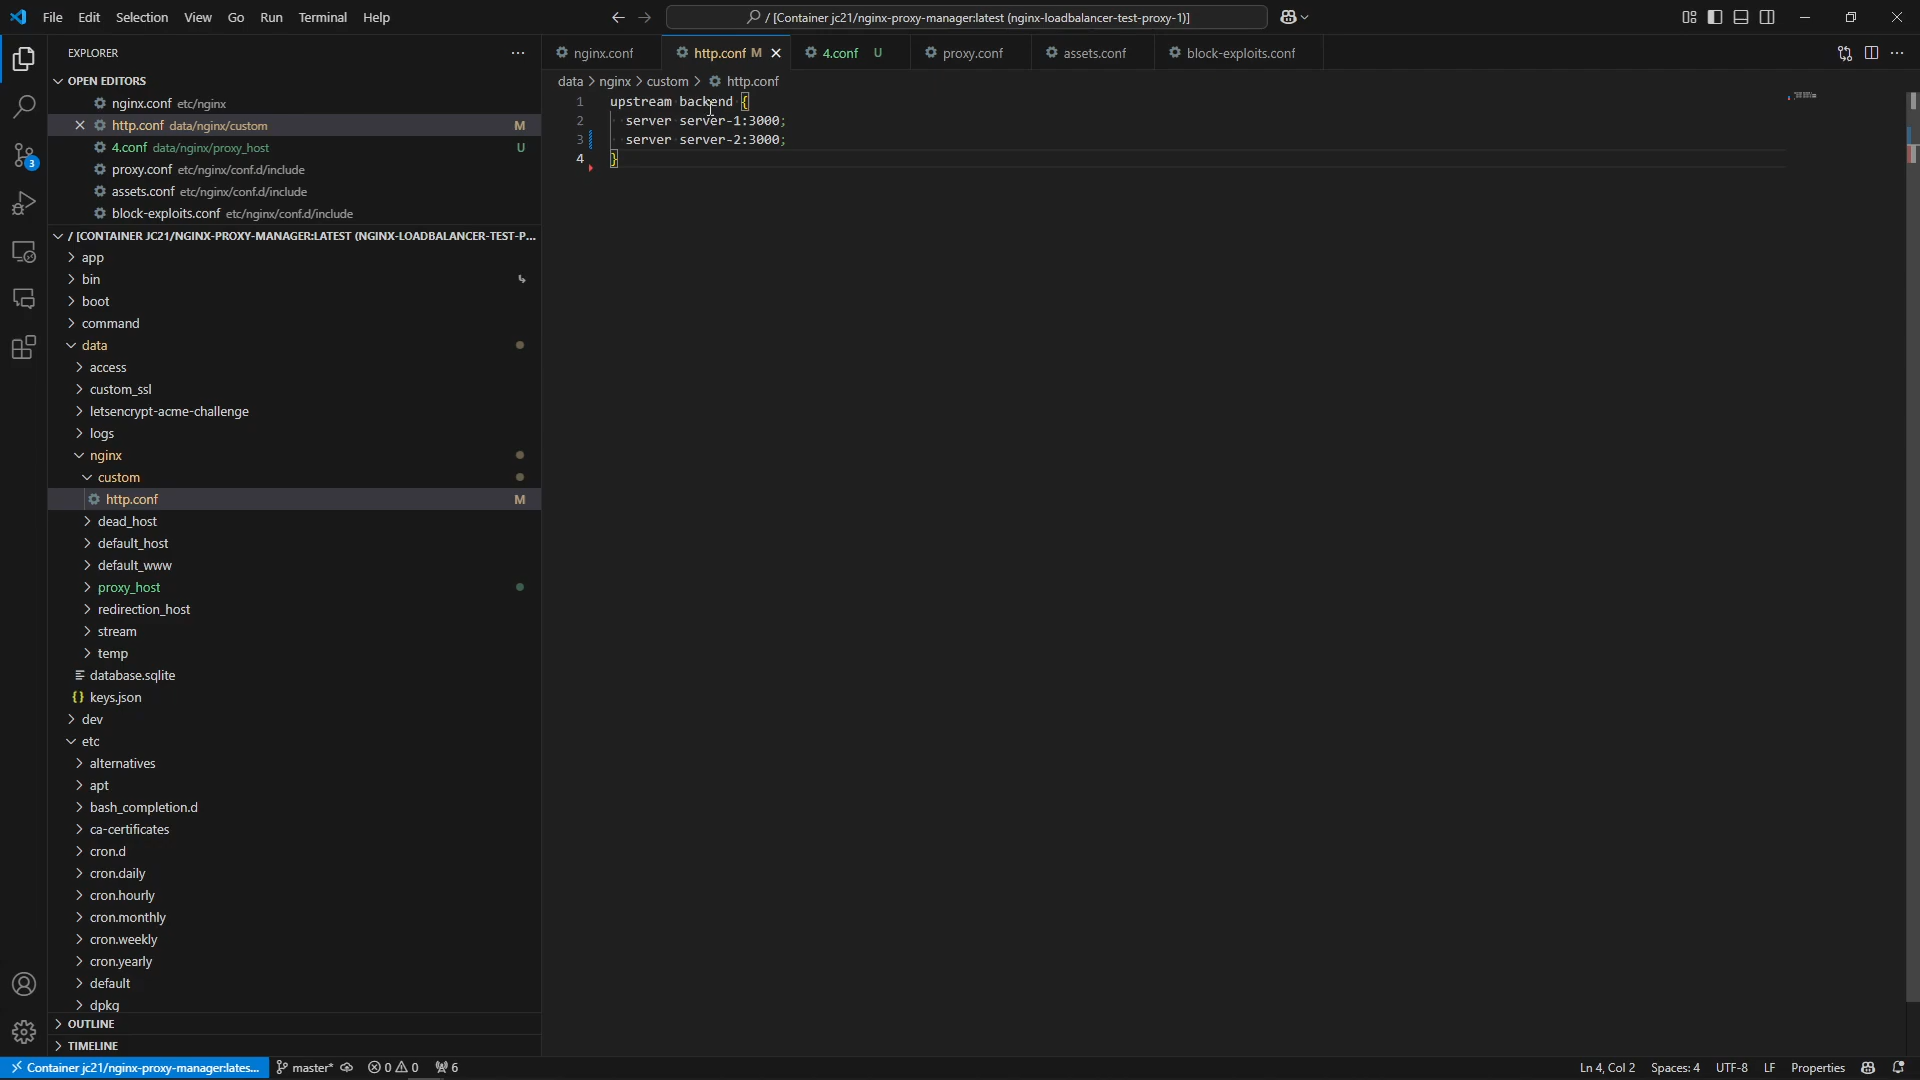 File Edit Selection View Go Run Terminal Help
/ [Container jc21/nginx-proxy-manager:latest (nginx-loadbalancer-test-proxy-1)]
EXPLORER
OPEN EDITORS
nginx.conf etc/nginx
http.conf data/nginx/custom M
4.conf data/nginx/proxy_host U
proxy.conf etc/nginx/conf.d/include
assets.conf etc/nginx/conf.d/include
block-exploits.conf etc/nginx/conf.d/include
/ [CONTAINER JC21/NGINX-PROXY-MANAGER:LATEST (NGINX-LOADBALANCER-TEST-P...
app
bin
boot
command
data
access
custom_ssl
letsencrypt-acme-challenge
logs
nginx
custom
http.conf M
dead_host
default_host
default_www
proxy_host
redirection_host
stream
temp
database.sqlite
keys.json
dev
etc
alternatives
apt
bash_completion.d
ca-certificates
cron.d
cron.daily
cron.hourly
cron.monthly
cron.weekly
cron.yearly
default
dpkg
OUTLINE
TIMELINE
3
nginx.conf http.conf M 4.conf U proxy.conf assets.conf block-exploits.conf
data > nginx > custom > http.conf
1 upstream backend {
2 server server-1:3000;
3 server server-2:3000;
4 }
Container jc21/nginx-proxy-manager:lates... master* 0 0 6
Ln 4, Col 2 Spaces: 4 UTF-8 LF Properties